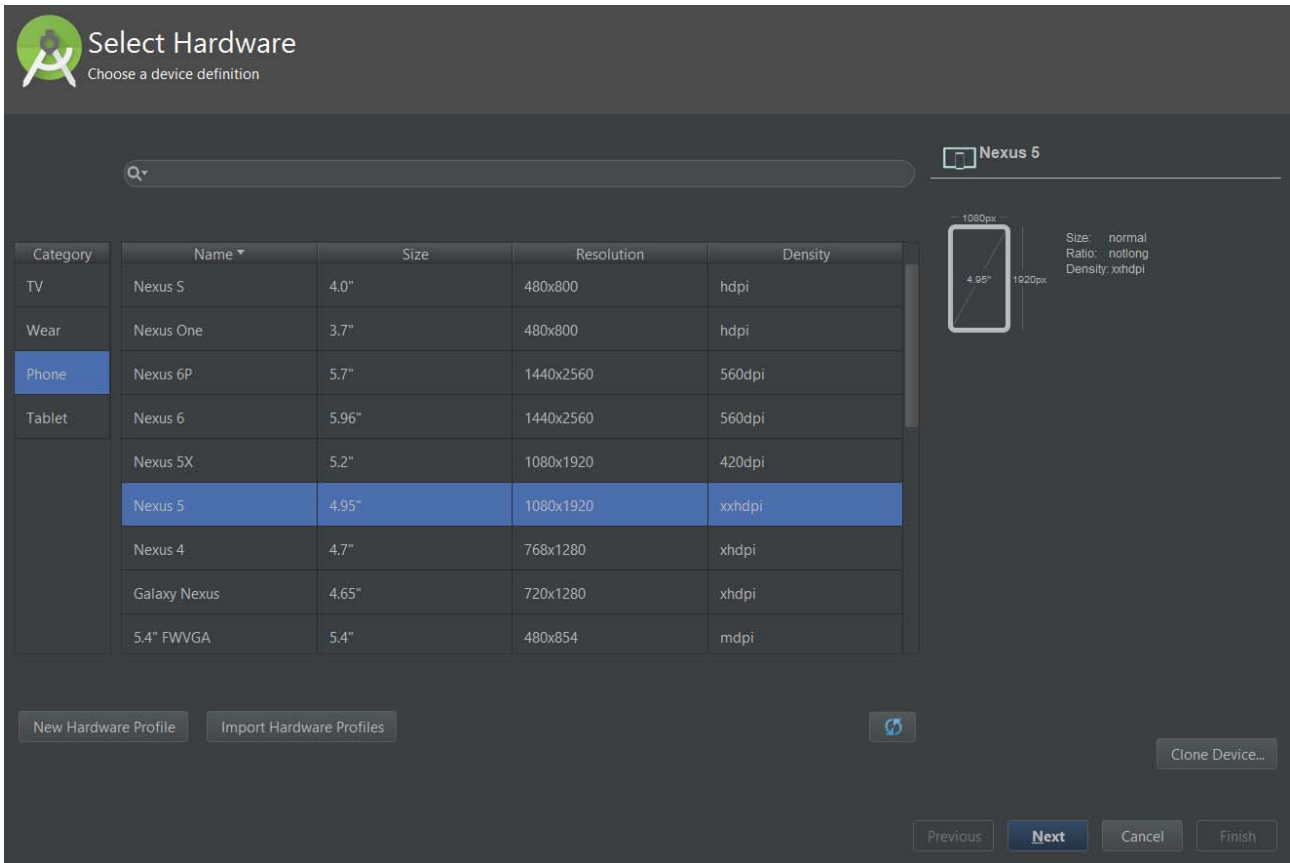 Select Hardware
Choose a device definition
Nexus 5
Category Name Size Resolution Density
TV Nexus S 4.0" 480x800 hdpi
Wear Nexus One 3.7" 480x800 hdpi
Phone Nexus 6P 5.7" 1440x2560 560dpi
Tablet Nexus 6 5.96" 1440x2560 560dpi
Nexus 5X 5.2" 1080x1920 420dpi
Nexus 5 4.95" 1080x1920 xxhdpi
Nexus 4 4.7" 768x1280 xhdpi
Galaxy Nexus 4.65" 720x1280 xhdpi
5.4" FWVGA 5.4" 480x854 mdpi
1080px
4.95"
1920px
Size: normal
Ratio: notlong
Density: xxhdpi
New Hardware Profile Import Hardware Profiles
Clone Device...
Previous Next Cancel Finish